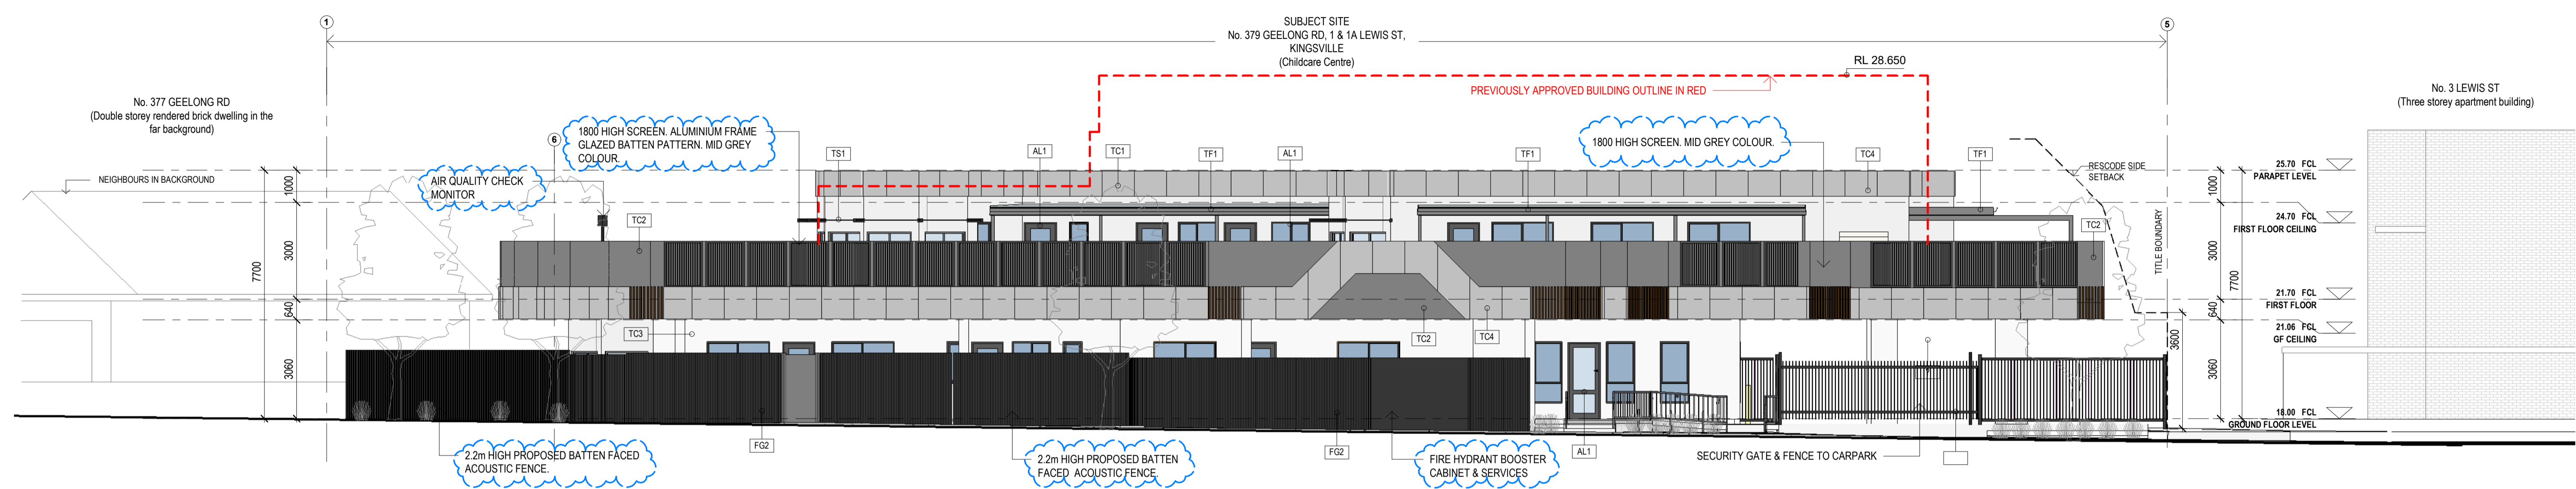 1
SUBJECT SITE
No. 379 GEELONG RD, 1 & 1A LEWIS ST,
KINGSVILLE
(Childcare Centre)
5
RL 28.650
PREVIOUSLY APPROVED BUILDING OUTLINE IN RED
No. 377 GEELONG RD
(Double storey rendered brick dwelling in the
far background)
No. 3 LEWIS ST
(Three storey apartment building)
6
1800 HIGH SCREEN. ALUMINIUM FRAME
GLAZED BATTEN PATTERN. MID GREY
COLOUR.
1800 HIGH SCREEN. MID GREY COLOUR.
TS1
AL1
TC1
TF1
AL1
TF1
TC4
TF1
RESCODE SIDE
SETBACK
NEIGHBOURS IN BACKGROUND
AIR QUALITY CHECK
MONITOR
TC2
TC2
TITLE BOUNDARY
7700
1000
3000
640
3060
1000
3000
7700
640
3600
3060
25.70 FCL
PARAPET LEVEL
24.70 FCL
FIRST FLOOR CEILING
21.70 FCL
FIRST FLOOR
21.06 FCL
GF CEILING
18.00 FCL
GROUND FLOOR LEVEL
TC3
TC2
TC4
FG2
FG2
AL1
2.2m HIGH PROPOSED BATTEN FACED
ACOUSTIC FENCE.
2.2m HIGH PROPOSED BATTEN
FACED ACOUSTIC FENCE.
FIRE HYDRANT BOOSTER
CABINET & SERVICES
SECURITY GATE & FENCE TO CARPARK